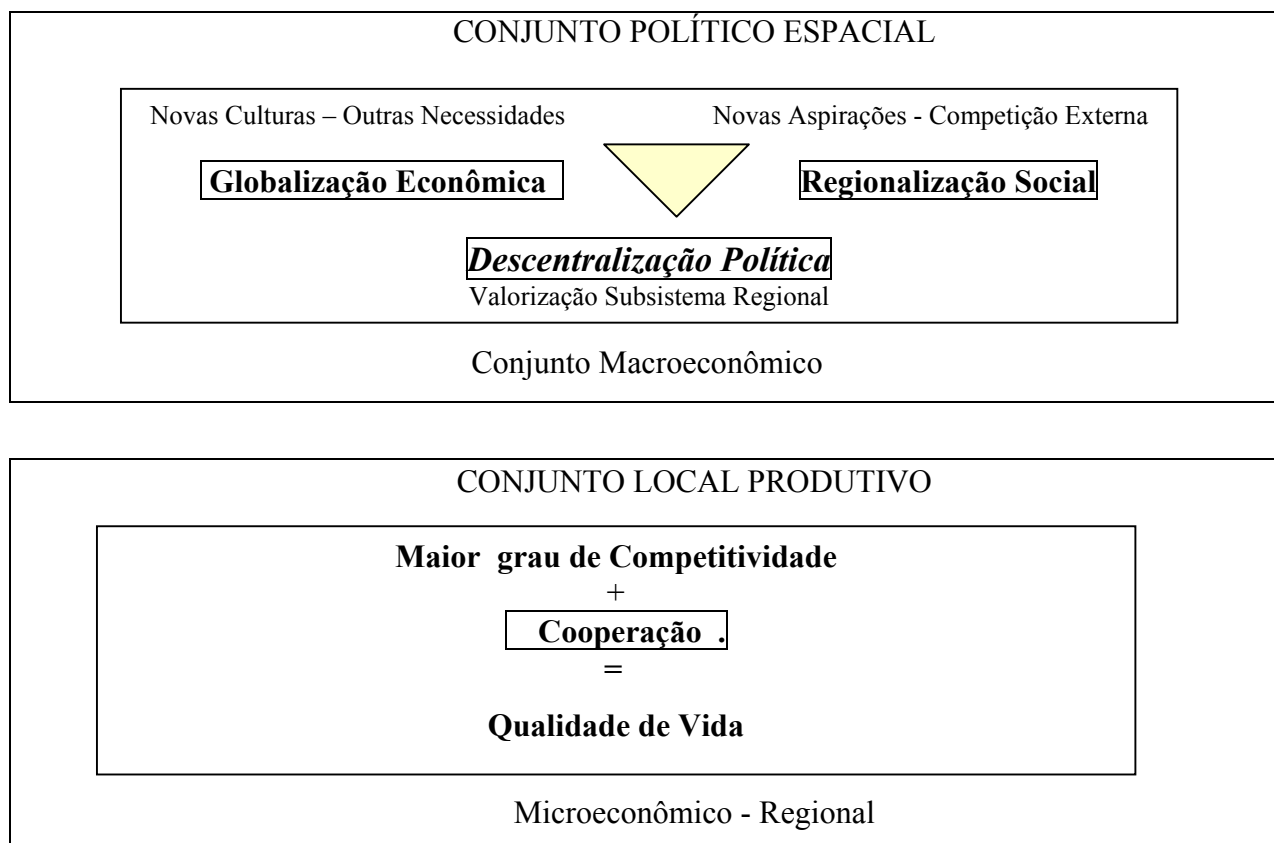 CONJUNTO POLÍTICO ESPACIAL
Novas Culturas – Outras Necessidades Novas Aspirações - Competição Externa
Globalização Econômica Regionalização Social
Descentralização Política
Valorização Subsistema Regional
Conjunto Macroeconômico
CONJUNTO LOCAL PRODUTIVO
Maior grau de Competitividade
+
Cooperação .
=
Qualidade de Vida
Microeconômico - Regional